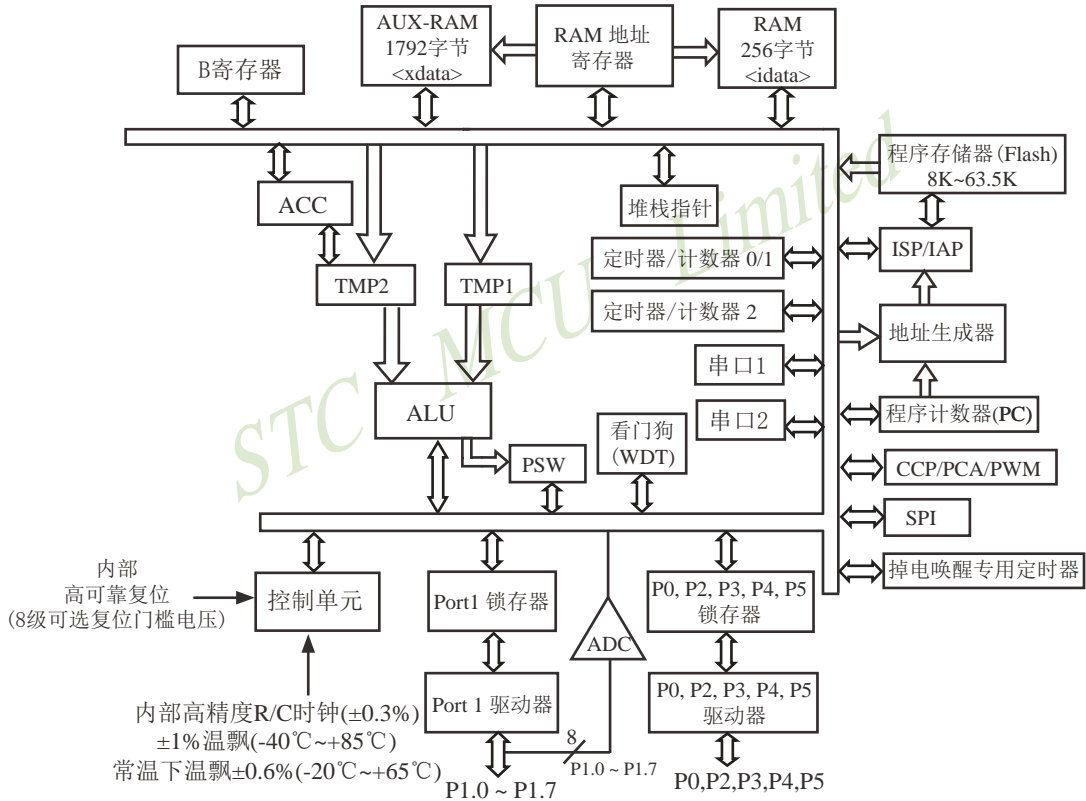 AUX-RAM
1792字节
<xdata>
RAM 地址
寄存器
RAM
256字节
<idata>
B寄存器
程序存储器(Flash)
8K~63.5K
ACC
堆栈指针
ISP/IAP
定时器/计数器 0/1
TMP2
TMP1
定时器/计数器 2
地址生成器
串口1
ALU
串口2
程序计数器(PC)
看门狗
(WDT)
PSW
CCP/PCA/PWM
SPI
STC MCU Limited
内部
高可靠复位
(8级可选复位门槛电压)
控制单元
Port1 锁存器
ADC
P0, P2, P3, P4, P5
锁存器
掉电唤醒专用定时器
Port 1 驱动器
P0, P2, P3, P4, P5
驱动器
内部高精度R/C时钟(±0.3%)
±1%温飘(-40℃~+85℃)
常温下温飘±0.6%(-20℃~+65℃)
8
P1.0 ~ P1.7
P1.0 ~ P1.7
P0,P2,P3,P4,P5